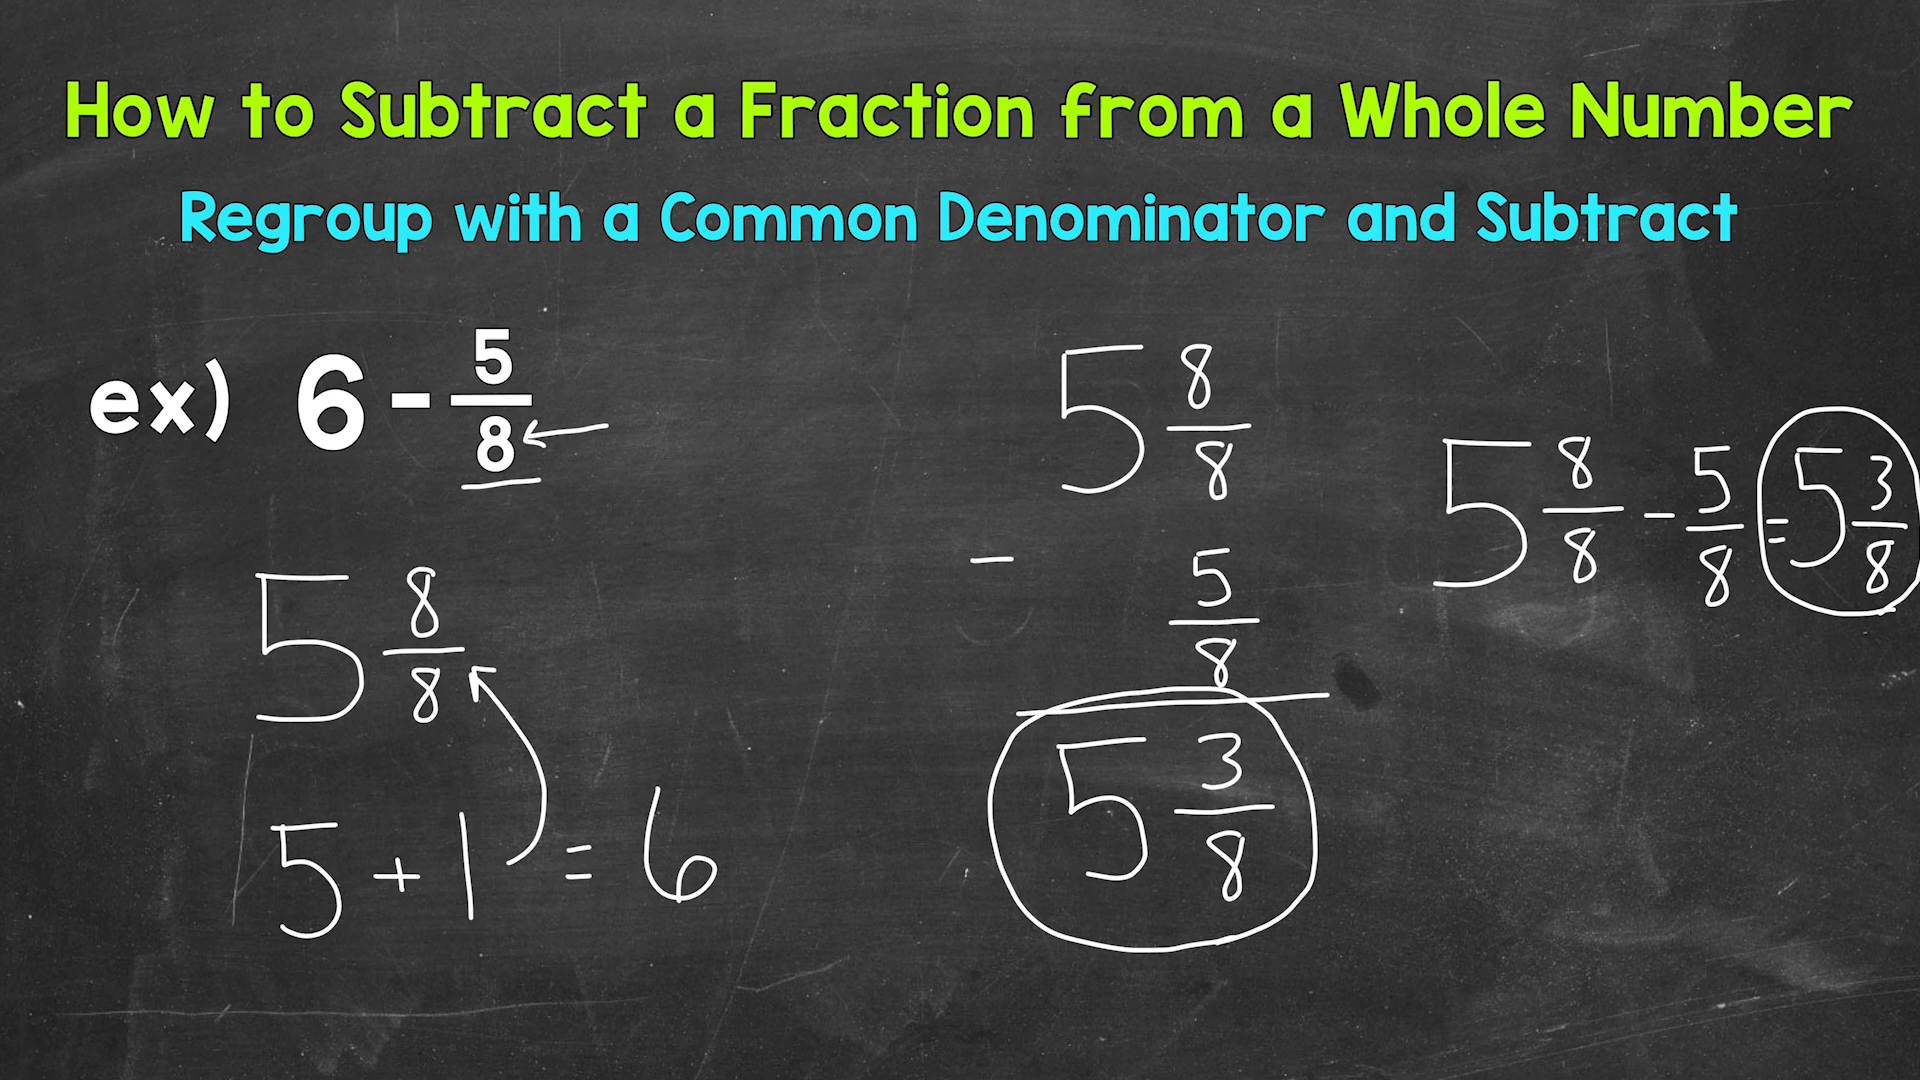 How to Subtract a Fraction from a Whole Number
Regroup with a Common Denominator and Subtract
ex) 6 - 5/8
5 8/8
5 + 1 = 6
5 8/8
- 5/8
5 3/8
5 8/8 - 5/8 = 5 3/8